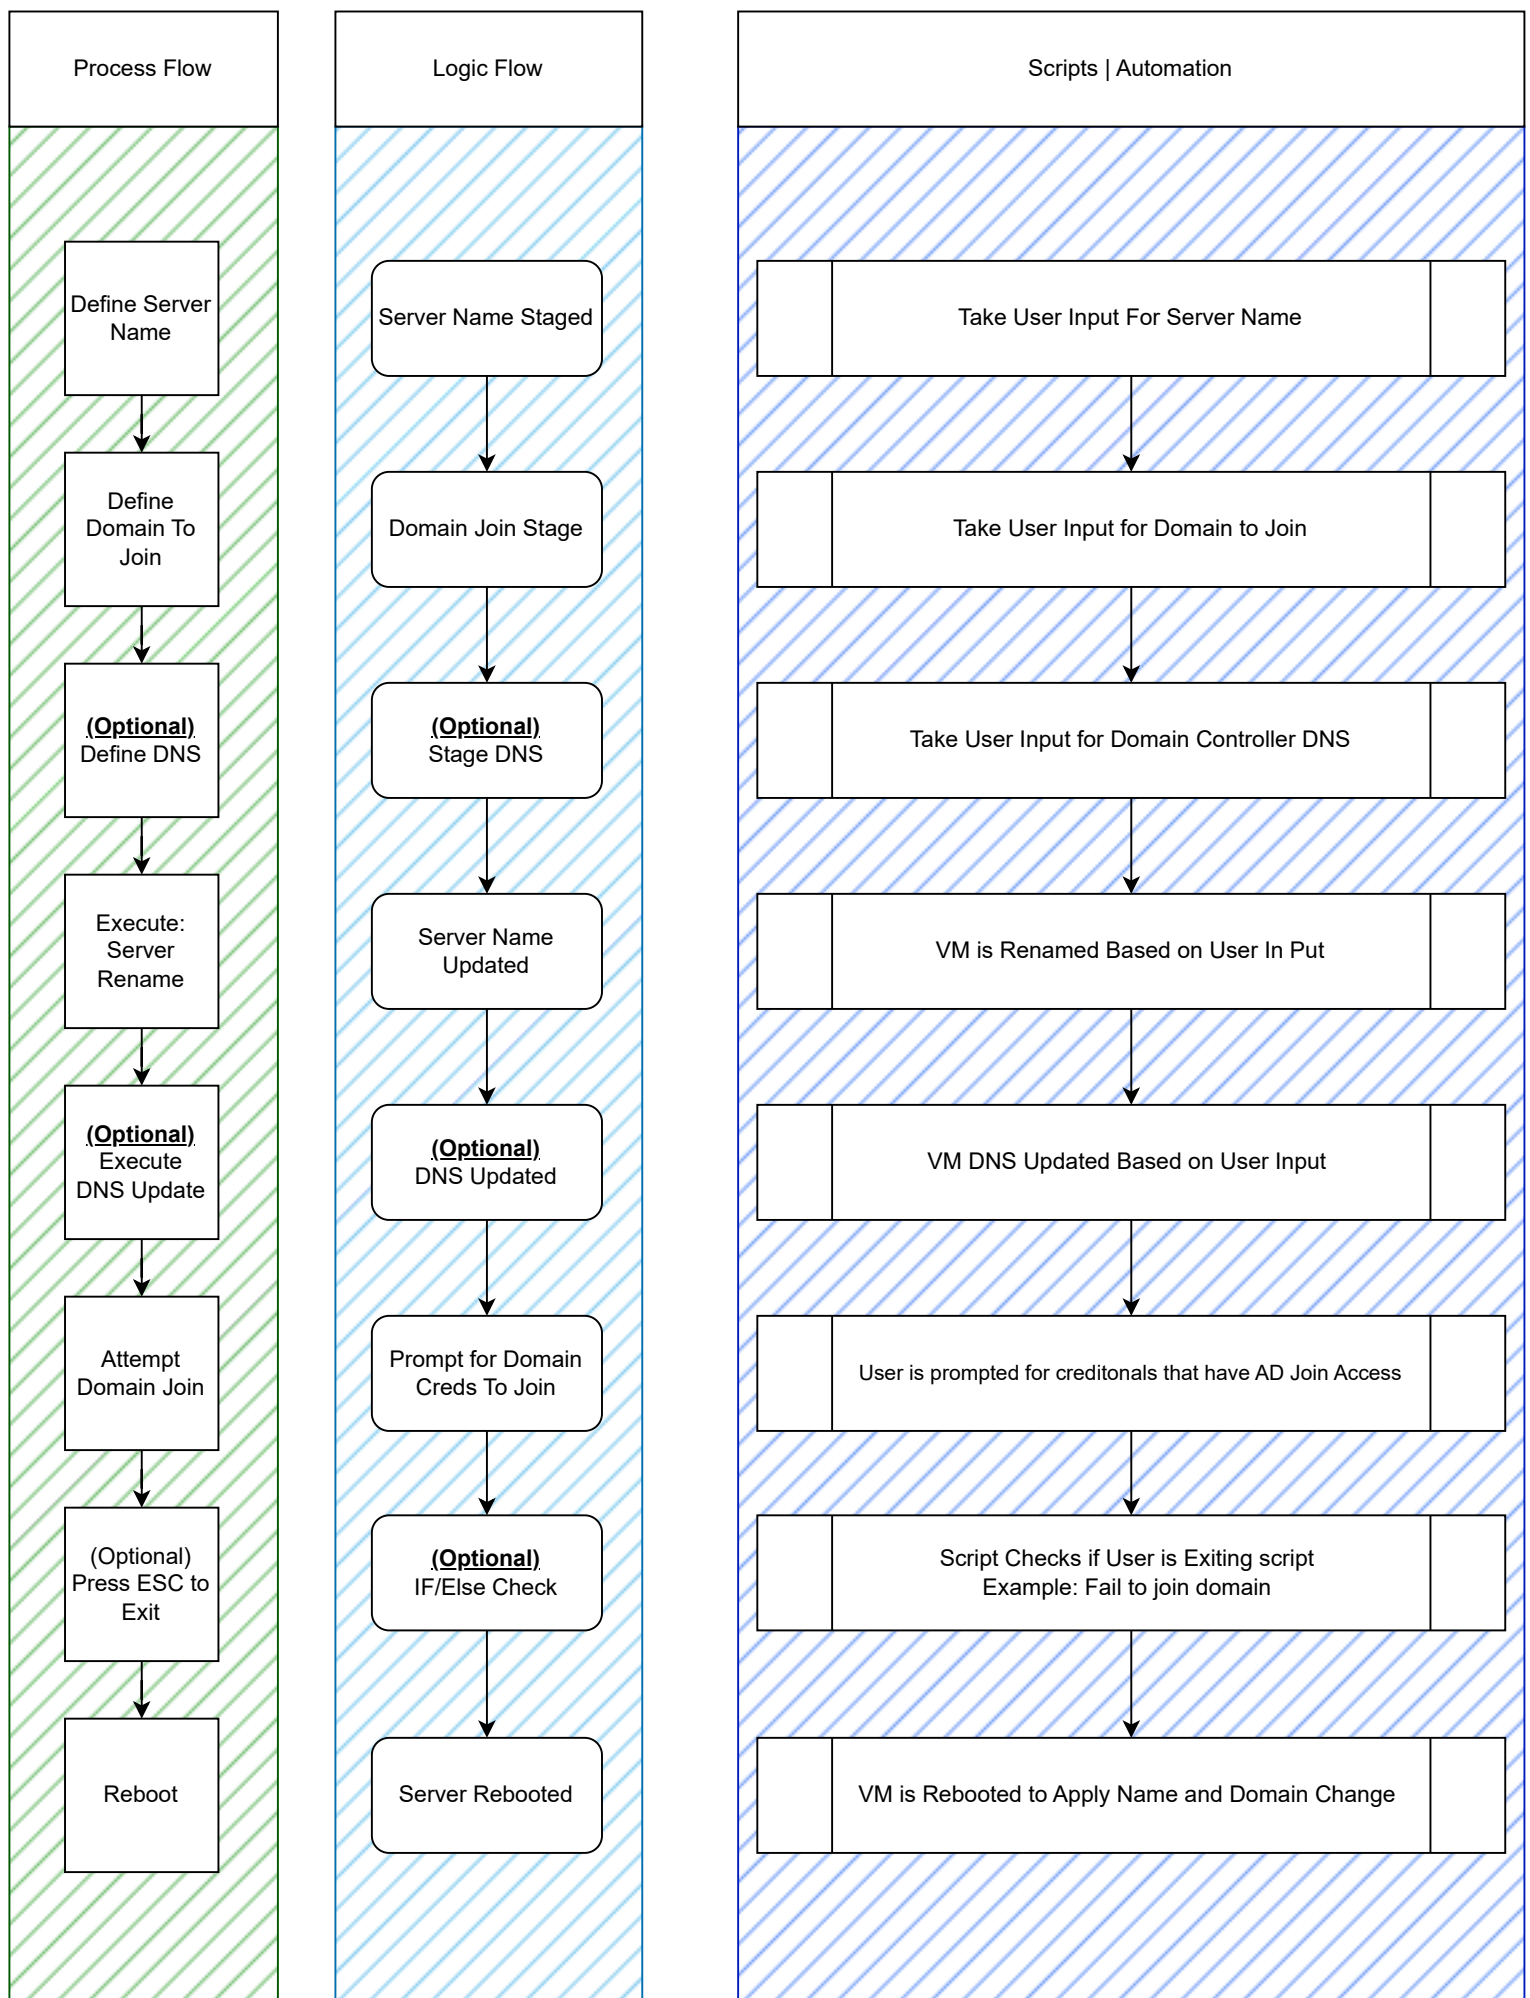 Process Flow
Logic Flow
Scripts | Automation
Define Server
Name
Define
Domain To
Join
(Optional)
Define DNS
Execute:
Server
Rename
(Optional)
Execute
DNS Update
Attempt
Domain Join
(Optional)
Press ESC to
Exit
Reboot
Server Name Staged
Domain Join Stage
(Optional)
Stage DNS
Server Name
Updated
(Optional)
DNS Updated
Prompt for Domain
Creds To Join
(Optional)
IF/Else Check
Server Rebooted
Take User Input For Server Name
Take User Input for Domain to Join
Take User Input for Domain Controller DNS
VM is Renamed Based on User In Put
VM DNS Updated Based on User Input
User is prompted for creditonals that have AD Join Access
Script Checks if User is Exiting script
Example: Fail to join domain
VM is Rebooted to Apply Name and Domain Change